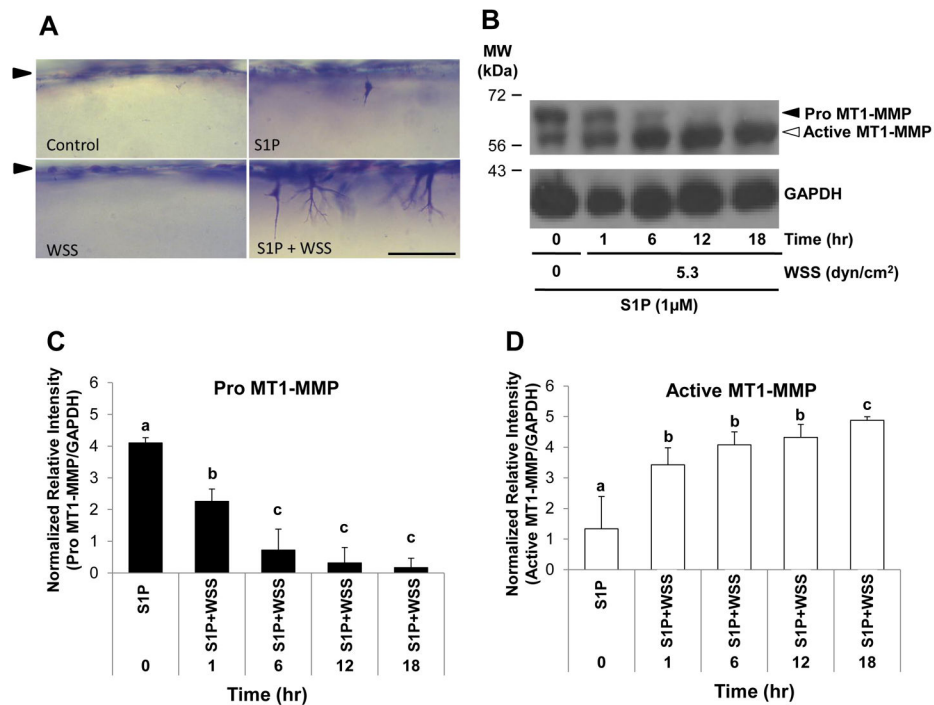 A
Control
S1P
WSS
S1P + WSS
B
MW
(kDa)
72
56
43
Pro MT1-MMP
Active MT1-MMP
GAPDH
0 1 6 12 18 Time (hr)
0 5.3 WSS (dyn/cm²)
S1P (1µM)
C
Pro MT1-MMP
Normalized Relative Intensity
(Pro MT1-MMP/GAPDH)
6
5
4
3
2
1
0
a
b
c
c
c
S1P
S1P+WSS
S1P+WSS
S1P+WSS
S1P+WSS
0 1 6 12 18
Time (hr)
D
Active MT1-MMP
Normalized Relative Intensity
(Active MT1-MMP/GAPDH)
6
5
4
3
2
1
0
a
b
b
b
c
S1P
S1P+WSS
S1P+WSS
S1P+WSS
S1P+WSS
0 1 6 12 18
Time (hr)